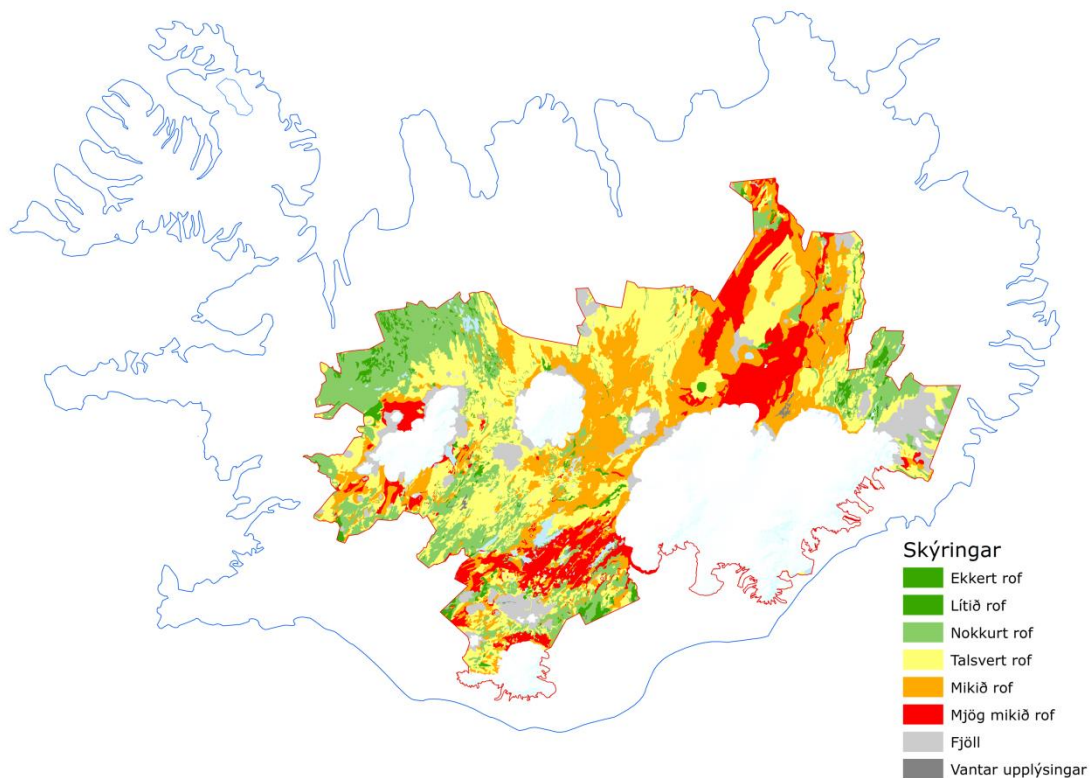 Skýringar
Ekkert rof
Lítið rof
Nokkurt rof
Talsvert rof
Mikið rof
Mjög mikið rof
Fjöll
Vantar upplýsingar